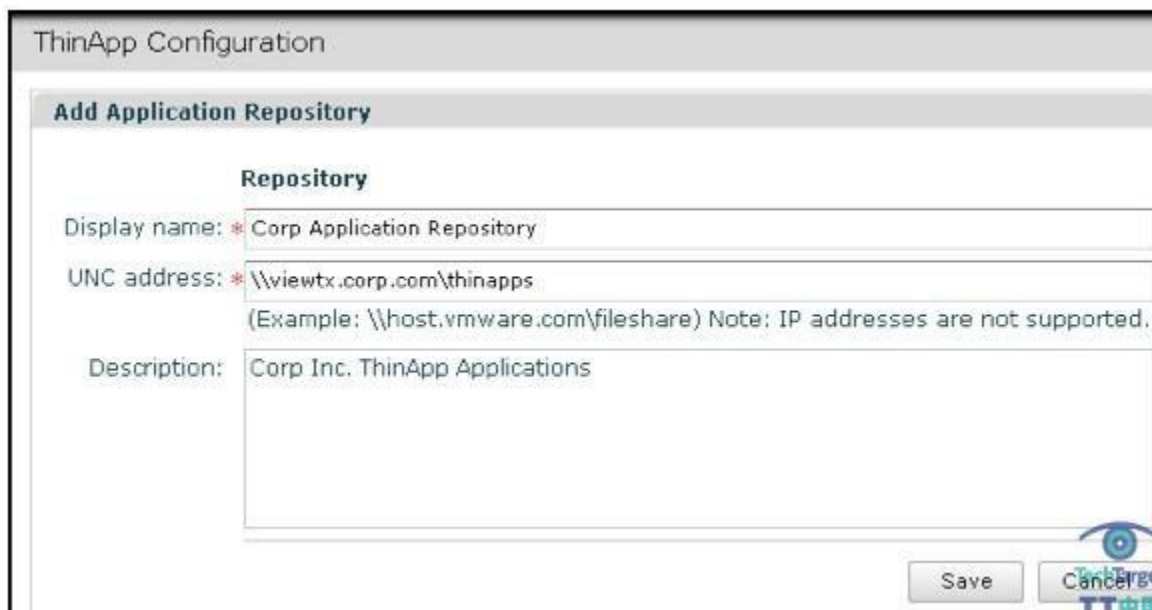 ThinApp Configuration
Add Application Repository
Repository
Display name: * Corp Application Repository
UNC address: * \\viewtx.corp.com\thinapps
(Example: \\host.vmware.com\fileshare) Note: IP addresses are not supported.
Description: Corp Inc. ThinApp Applications
Save Cancel